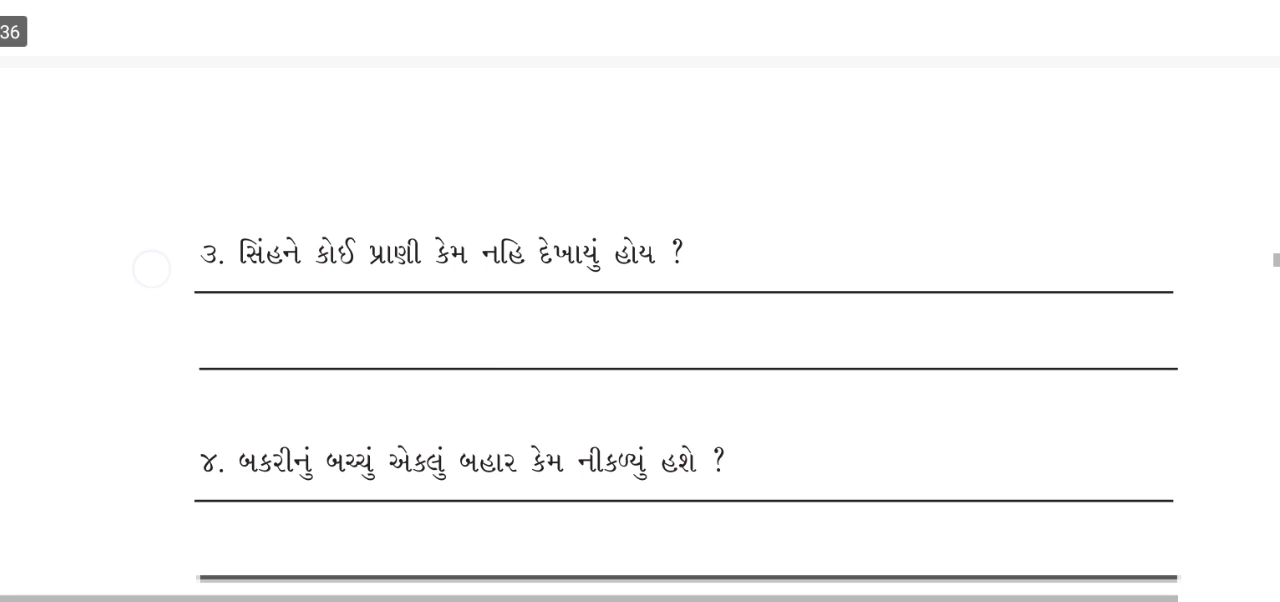 36
૩. સિંહને કોઈ પ્રાણી કેમ નહિ દેખાયું હોય ?
૪. બકરીનું બચ્ચું એકલું બહાર કેમ નીકળ્યું હશે ?